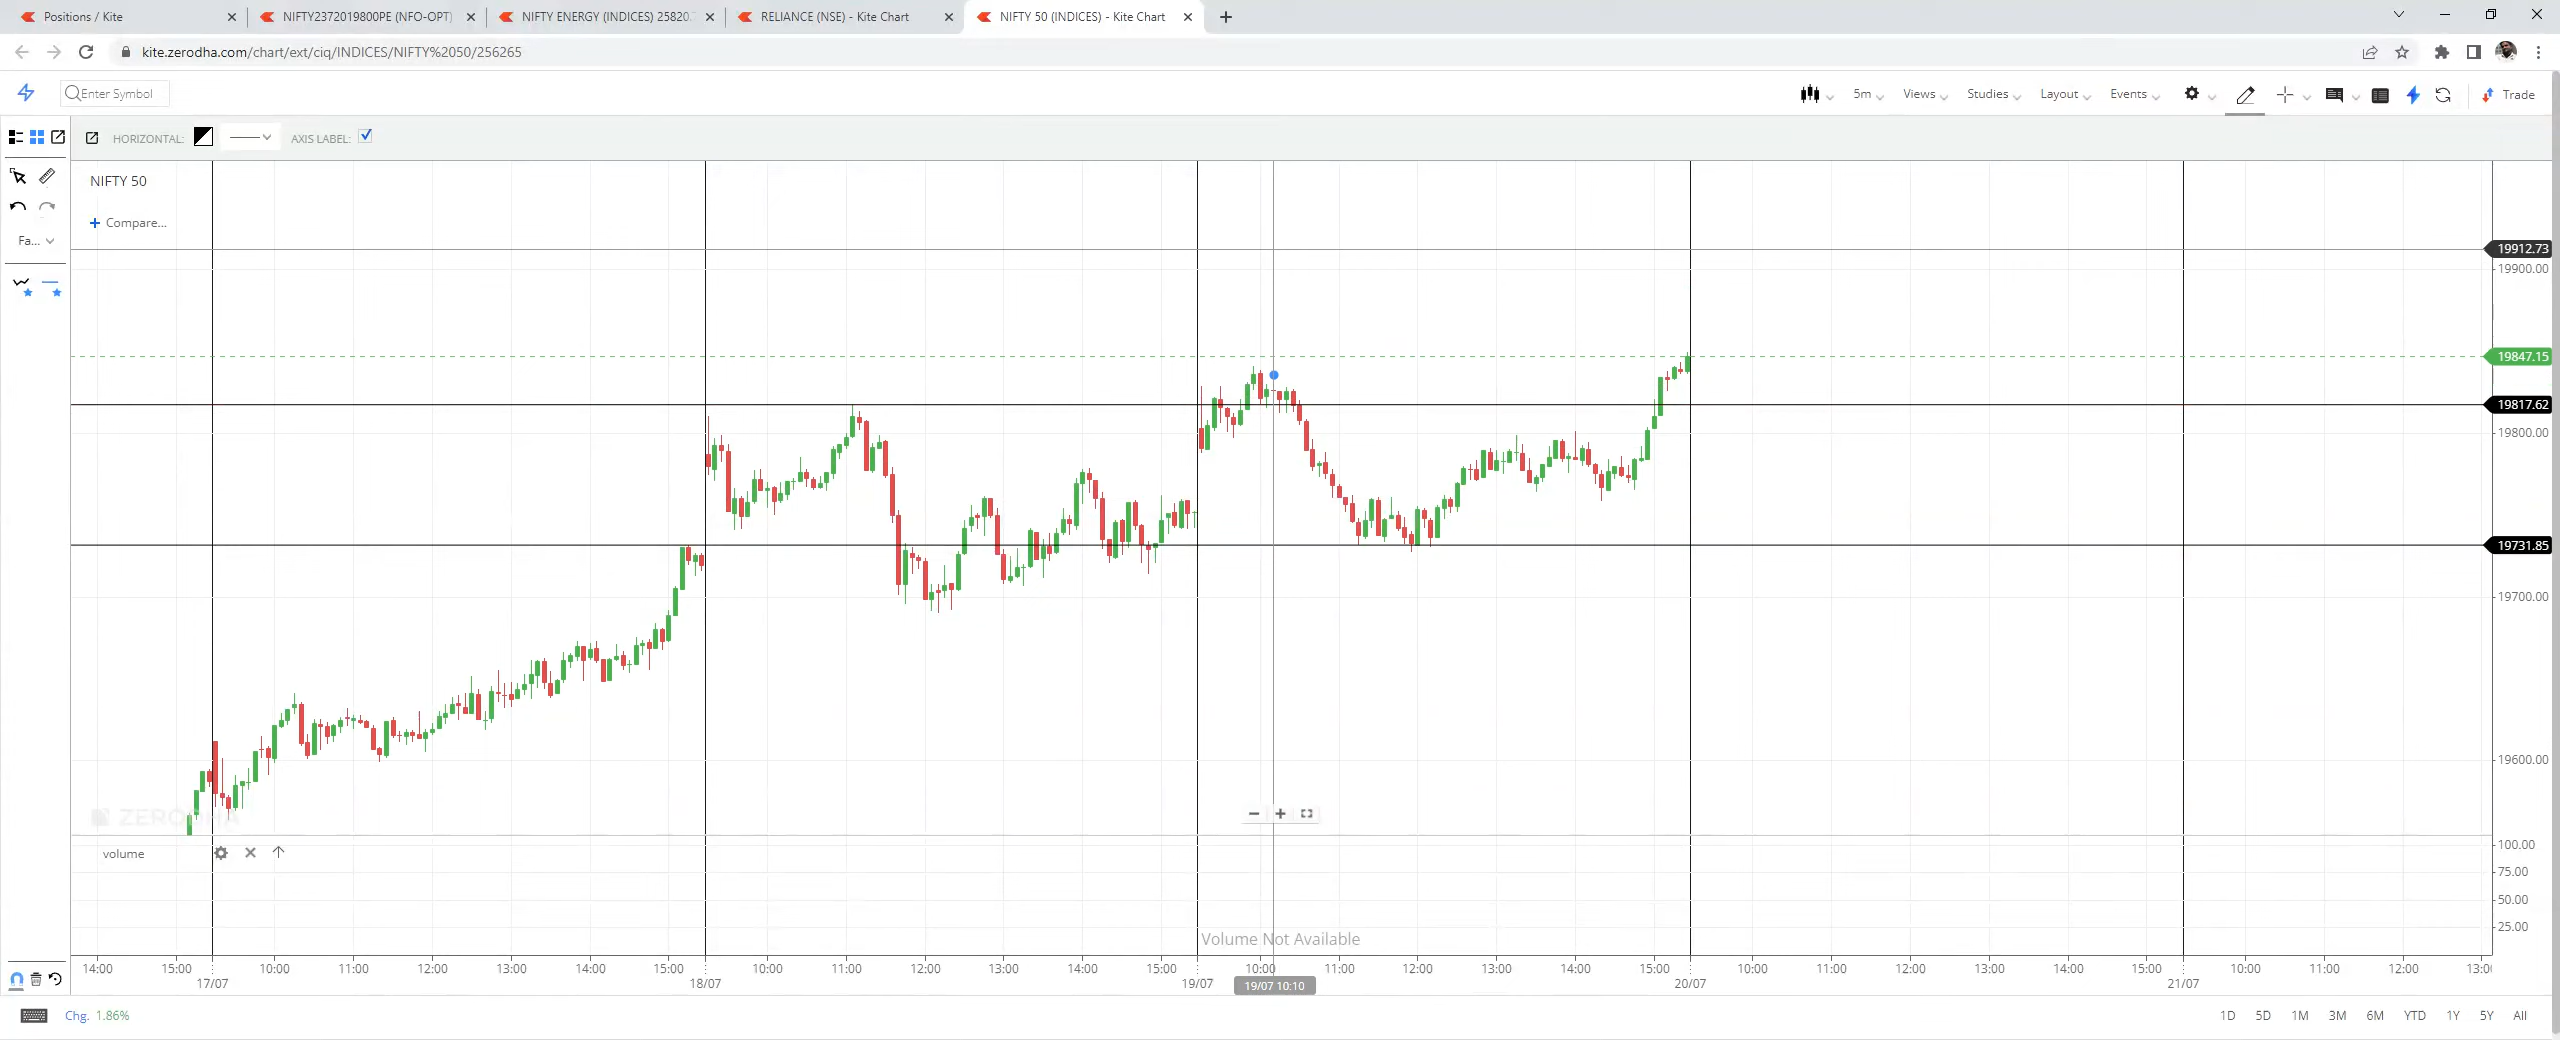 Positions / Kite
NIFTY2372019800PE (NFO-OPT)
NIFTY ENERGY (INDICES) 25820.
RELIANCE (NSE) - Kite Chart
NIFTY 50 (INDICES) - Kite Chart
kite.zerodha.com/chart/ext/ciq/INDICES/NIFTY%2050/256265
Enter Symbol
5m
Views
Studies
Layout
Events
Trade
HORIZONTAL:
AXIS LABEL:
NIFTY 50
Compare...
Fa...
19912.73
19900.00
19847.15
19817.62
19800.00
19731.85
19700.00
19600.00
ZERODHA
volume
100.00
75.00
50.00
25.00
Volume Not Available
14:00 15:00 10:00 11:00 12:00 13:00 14:00 15:00 10:00 11:00 12:00 13:00 14:00 15:00 10:00 11:00 12:00 13:00 14:00 15:00 10:00 11:00 12:00 13:00 14:00 15:00 10:00 11:00 12:00
17/07 18/07 19/07 19/07 10:10 20/07 21/07
Chg. 1.86%
1D 5D 1M 3M 6M YTD 1Y 5Y All